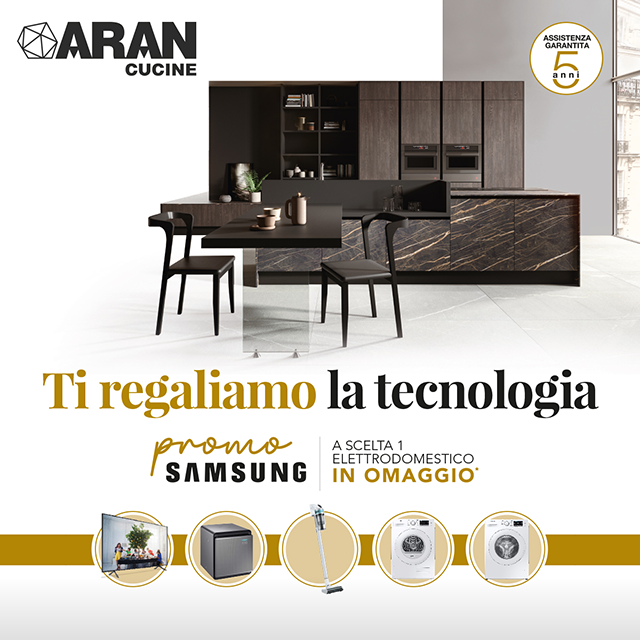 ARAN
CUCINE
ASSISTENZA
GARANTITA
5
anni
Ti regaliamo la tecnologia
promo
SAMSUNG
A SCELTA 1
ELETTRODOMESTICO
IN OMAGGIO*